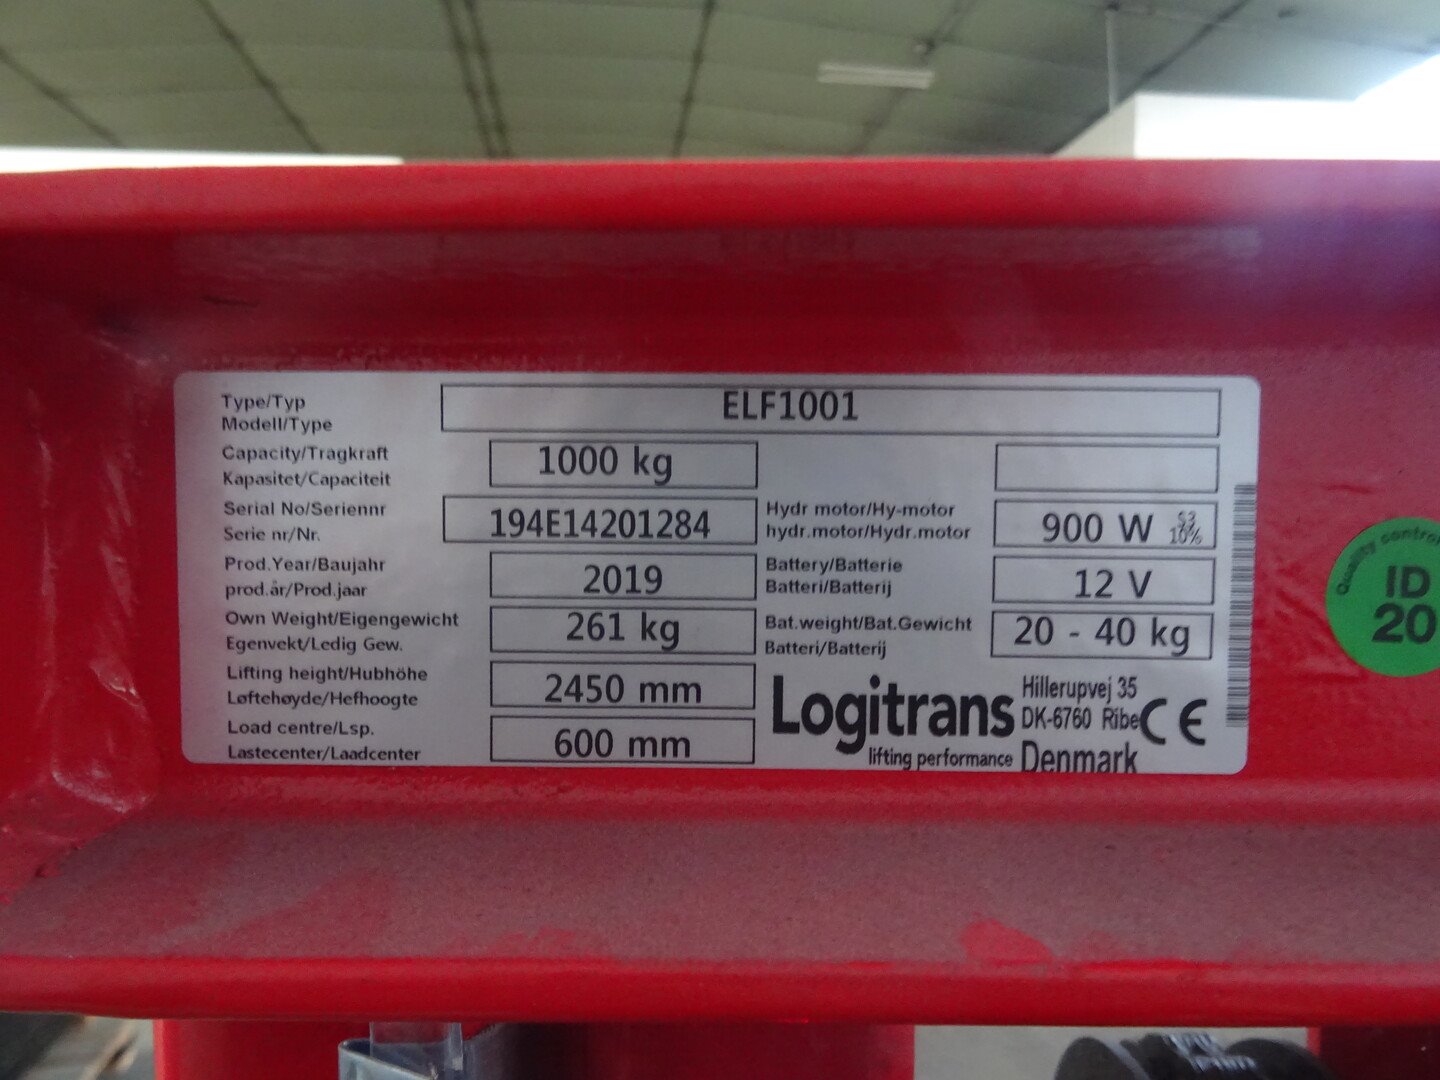 Type/Typ
Modell/Type
ELF1001
Capacity/Tragkraft
Kapasitet/Capaciteit
1000 kg
Serial No/Seriennr
Serie nr/Nr.
194E14201284
Hydr motor/Hy-motor
hydr.motor/Hydr.motor
900 W S3 10%
Prod.Year/Baujahr
prod.år/Prod.jaar
2019
Battery/Batterie
Batteri/Batterij
12 V
Own Weight/Eigengewicht
Egenvekt/Ledig Gew.
261 kg
Bat.weight/Bat.Gewicht
Batteri/Batterij
20 - 40 kg
Lifting height/Hubhöhe
Løftehøyde/Hefhoogte
2450 mm
Load centre/Lsp.
Lastecenter/Laadcenter
600 mm
Logitrans
lifting performance
Hillerupvej 35
DK-6760 Ribe
Denmark
CE
Quality control
ID
20